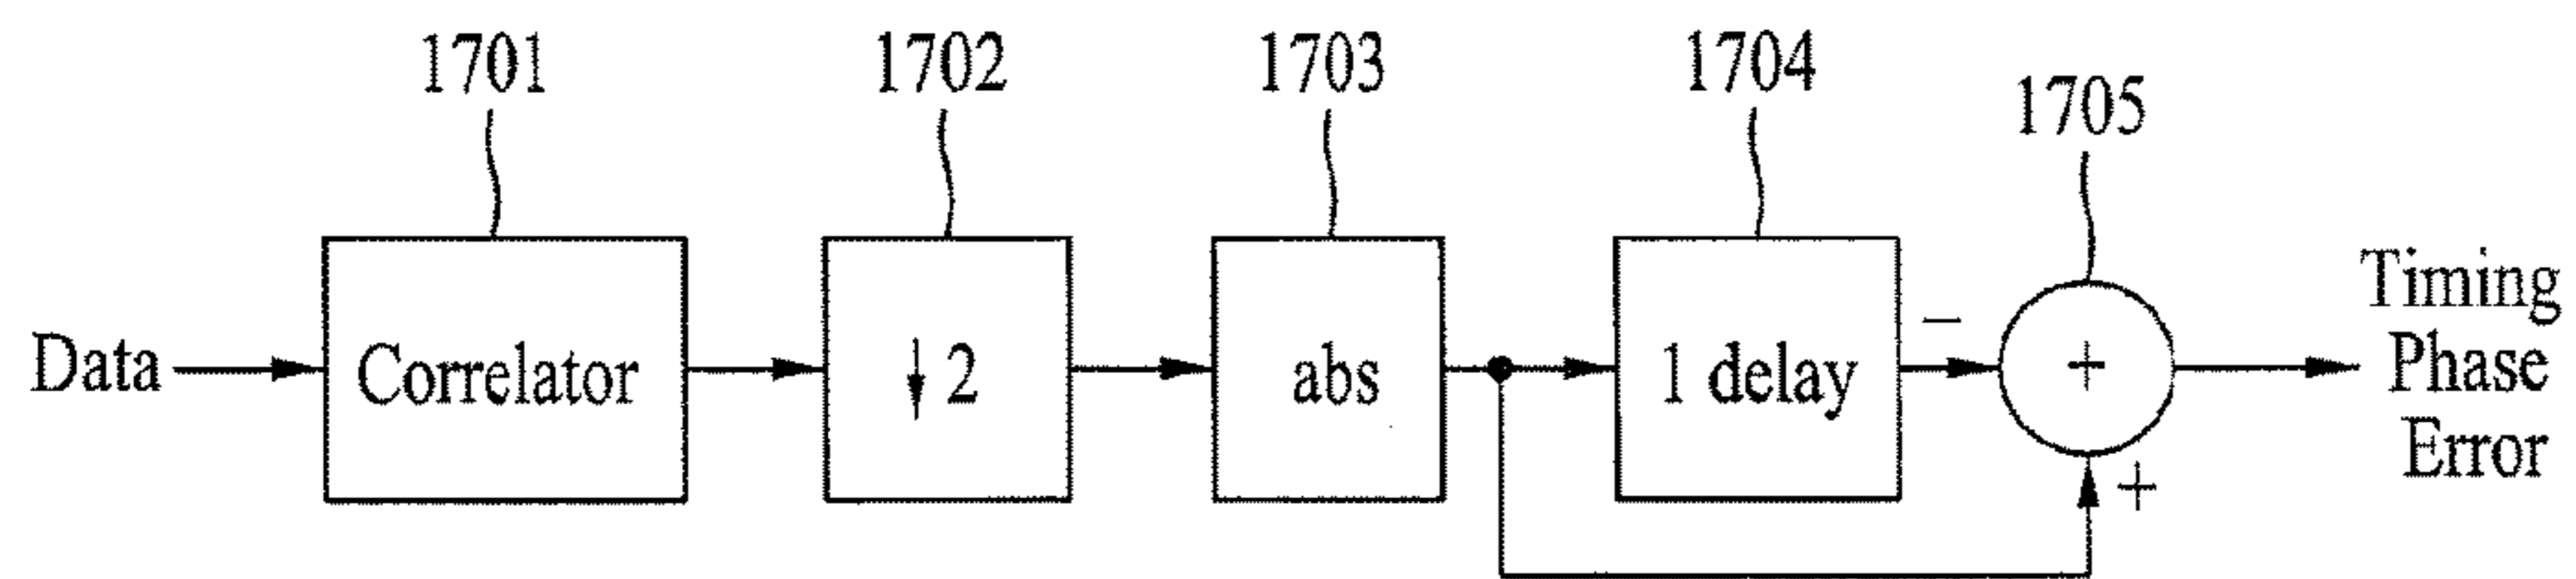 1701 1702 1703 1704 1705
Data Correlator ↓ 2 abs 1 delay − + +
Timing
Phase
Error